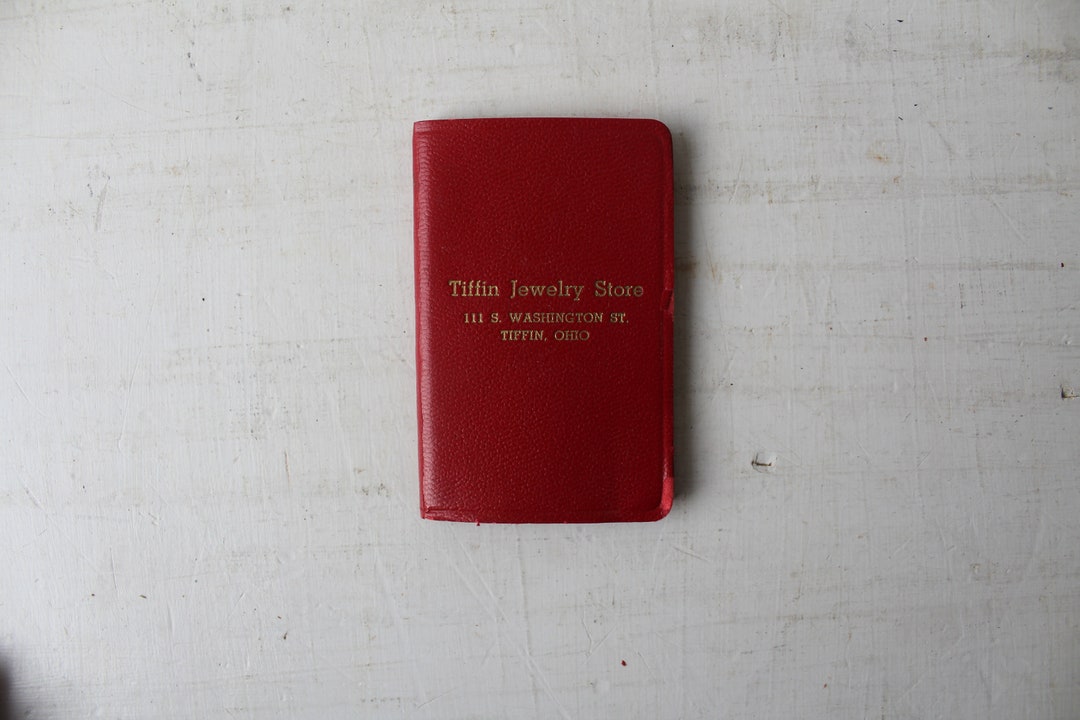 Tiffin Jewelry Store
111 S. WASHINGTON ST.
TIFFIN, OHIO